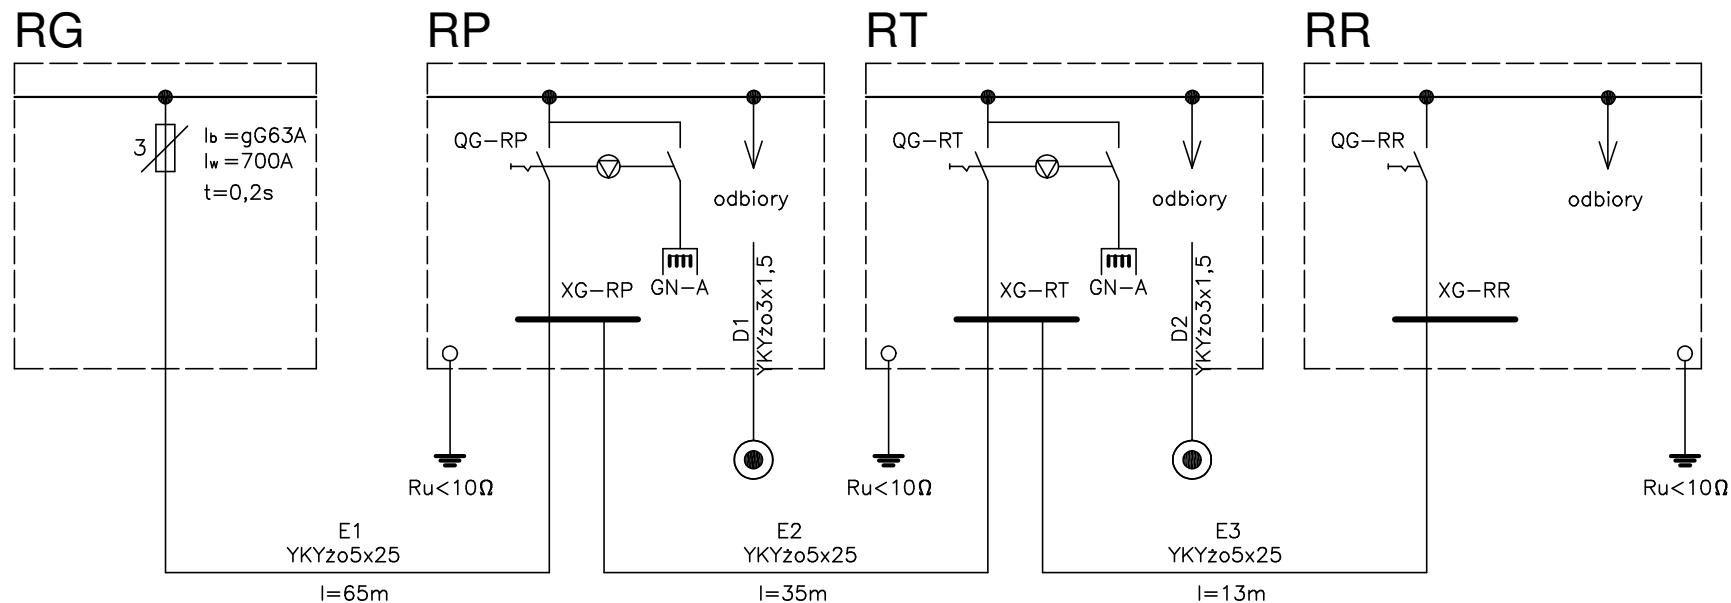 RG
RP
RT
RR
3
Ib=gG63A
Iw=700A
t=0,2s
QG-RP
odbiory
XG-RP
GN-A
D1
YKYżo3x1,5
Ru<10Ω
QG-RT
odbiory
XG-RT
GN-A
D2
YKYżo3x1,5
Ru<10Ω
QG-RR
odbiory
XG-RR
Ru<10Ω
E1
YKYżo5x25
l=65m
E2
YKYżo5x25
l=35m
E3
YKYżo5x25
l=13m